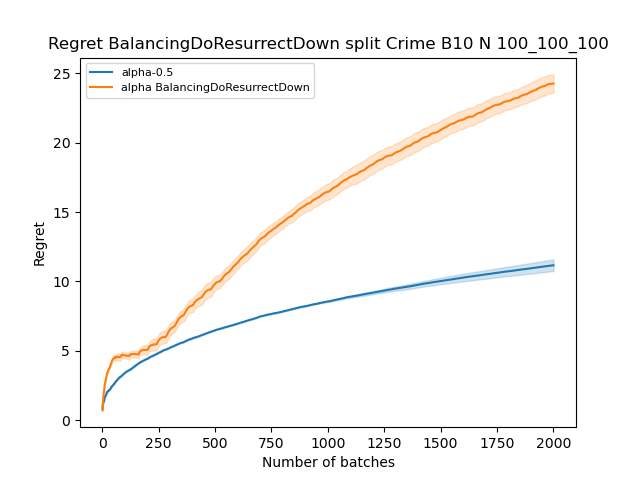 Regret BalancingDoResurrectDown split Crime B10 N 100_100_100
alpha-0.5
alpha BalancingDoResurrectDown
25
20
15
10
5
0
Regret
0 250 500 750 1000 1250 1500 1750 2000
Number of batches